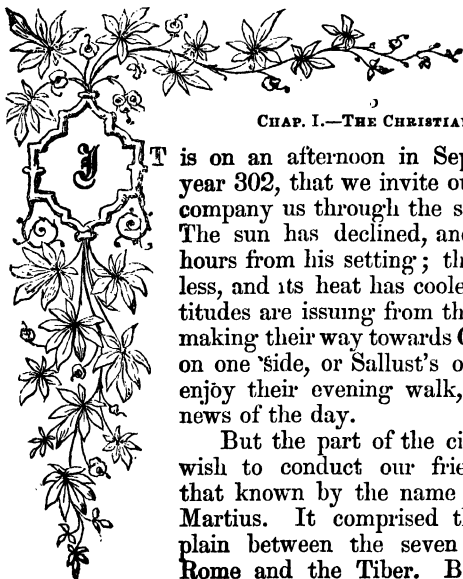 CHAP. I.—THE CHRISTIA
IT is on an afternoon in Sep
year 302, that we invite o
company us through the s
The sun has declined, an
hours from his setting; th
less, and its heat has coole
titudes are issuing from th
making their way towards
on one side, or Sallust's o
enjoy their evening walk,
news of the day.
But the part of the ci
wish to conduct our frie
that known by the name
Martius. It comprised t
plain between the seven
Rome and the Tiber. B